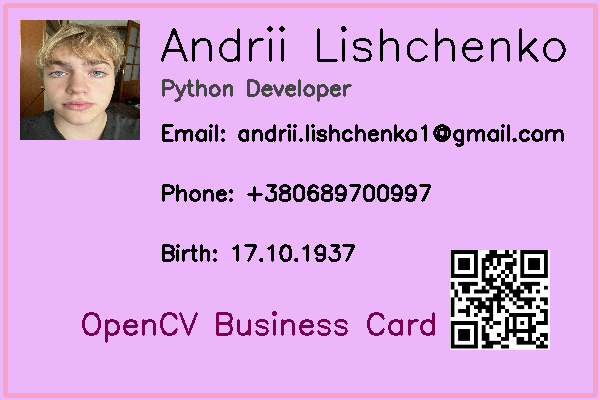 Andrii Lishchenko
Python Developer
Email: andrii.lishchenko1@gmail.com
Phone: +380689700997
Birth: 17.10.1937
OpenCV Business Card